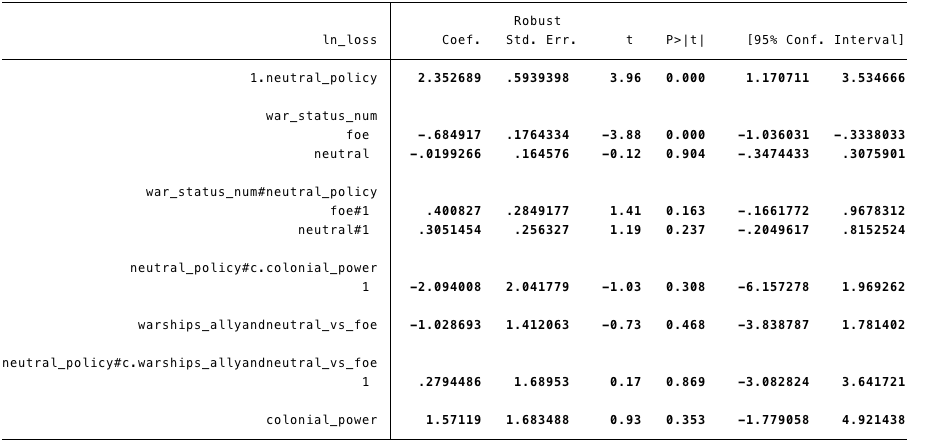 Robust
ln_loss Coef. Std. Err. t P>|t| [95% Conf. Interval]
1.neutral_policy 2.352689 .5939398 3.96 0.000 1.170711 3.534666
war_status_num
foe −.684917 .1764334 −3.88 0.000 −1.036031 −.3338033
neutral −.0199266 .164576 −0.12 0.904 −.3474433 .3075901
war_status_num#neutral_policy
foe#1 .400827 .2849177 1.41 0.163 −.1661772 .9678312
neutral#1 .3051454 .256327 1.19 0.237 −.2049617 .8152524
neutral_policy#c.colonial_power
1 −2.094008 2.041779 −1.03 0.308 −6.157278 1.969262
warships_allyandneutral_vs_foe −1.028693 1.412063 −0.73 0.468 −3.838787 1.781402
neutral_policy#c.warships_allyandneutral_vs_foe
1 .2794486 1.68953 0.17 0.869 −3.082824 3.641721
colonial_power 1.57119 1.683488 0.93 0.353 −1.779058 4.921438